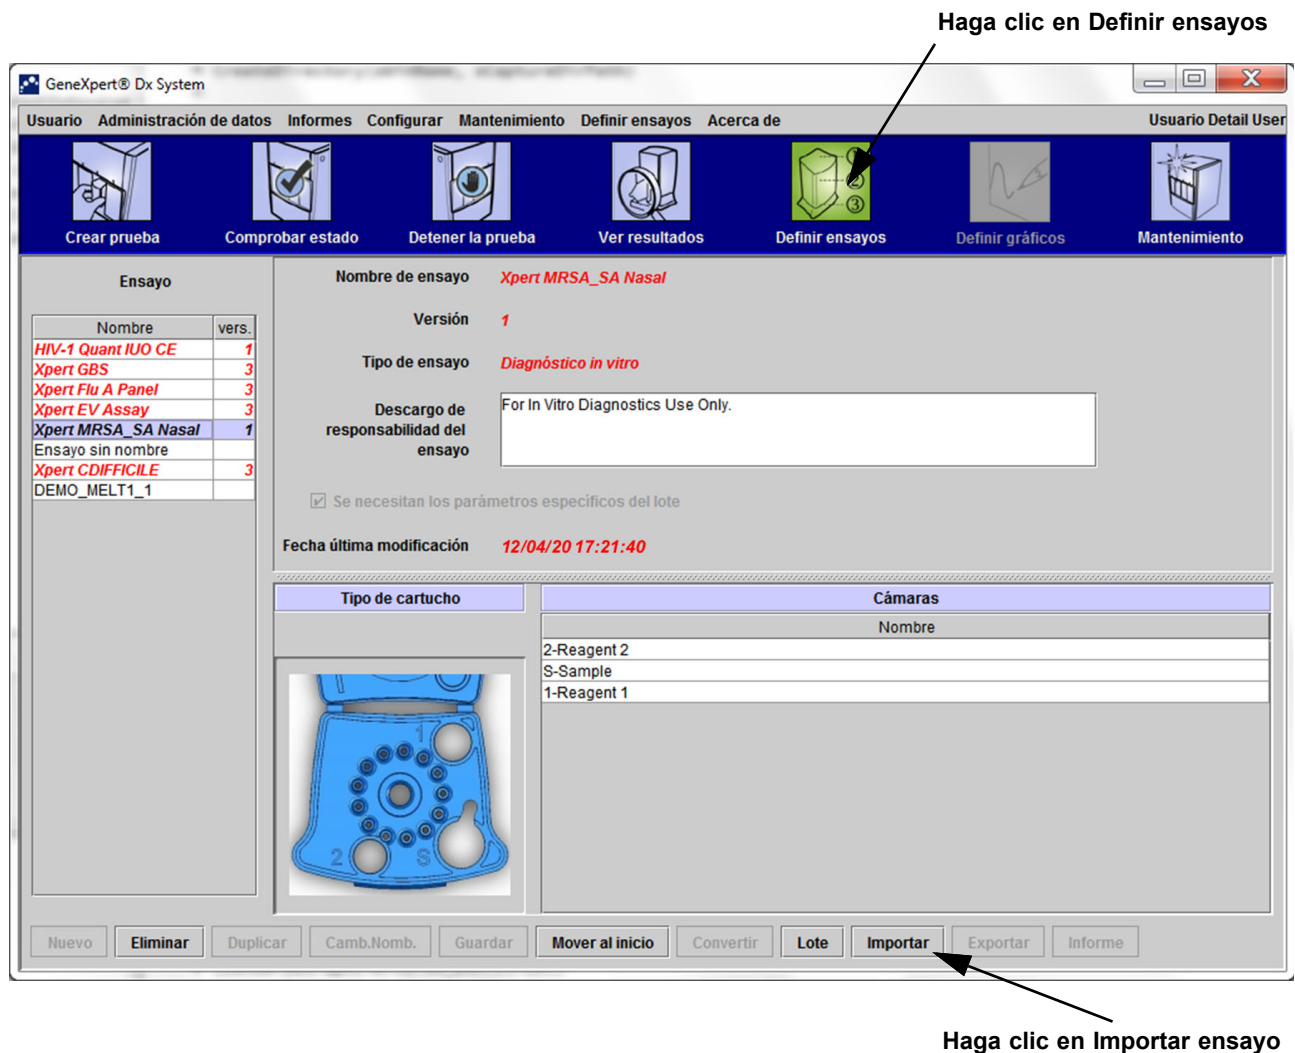 Haga clic en Definir ensayos
GeneXpert® Dx System
Usuario Administración de datos Informes Configurar Mantenimiento Definir ensayos Acerca de Usuario Detail User
Crear prueba Comprobar estado Detener la prueba Ver resultados Definir ensayos Definir gráficos Mantenimiento
Ensayo
Nombre vers.
HIV-1 Quant IUO CE 1
Xpert GBS 3
Xpert Flu A Panel 3
Xpert EV Assay 3
Xpert MRSA_SA Nasal 1
Ensayo sin nombre
Xpert CDIFFICILE 3
DEMO_MELT1_1
Nombre de ensayo Xpert MRSA_SA Nasal
Versión 1
Tipo de ensayo Diagnóstico in vitro
Descargo de
responsabilidad del
ensayo
For In Vitro Diagnostics Use Only.
Se necesitan los parámetros específicos del lote
Fecha última modificación 12/04/20 17:21:40
Tipo de cartucho
Cámaras
Nombre
2-Reagent 2
S-Sample
1-Reagent 1
1
2 S
Nuevo Eliminar Duplicar Camb.Nomb. Guardar Mover al inicio Convertir Lote Importar Exportar Informe
Haga clic en Importar ensayo